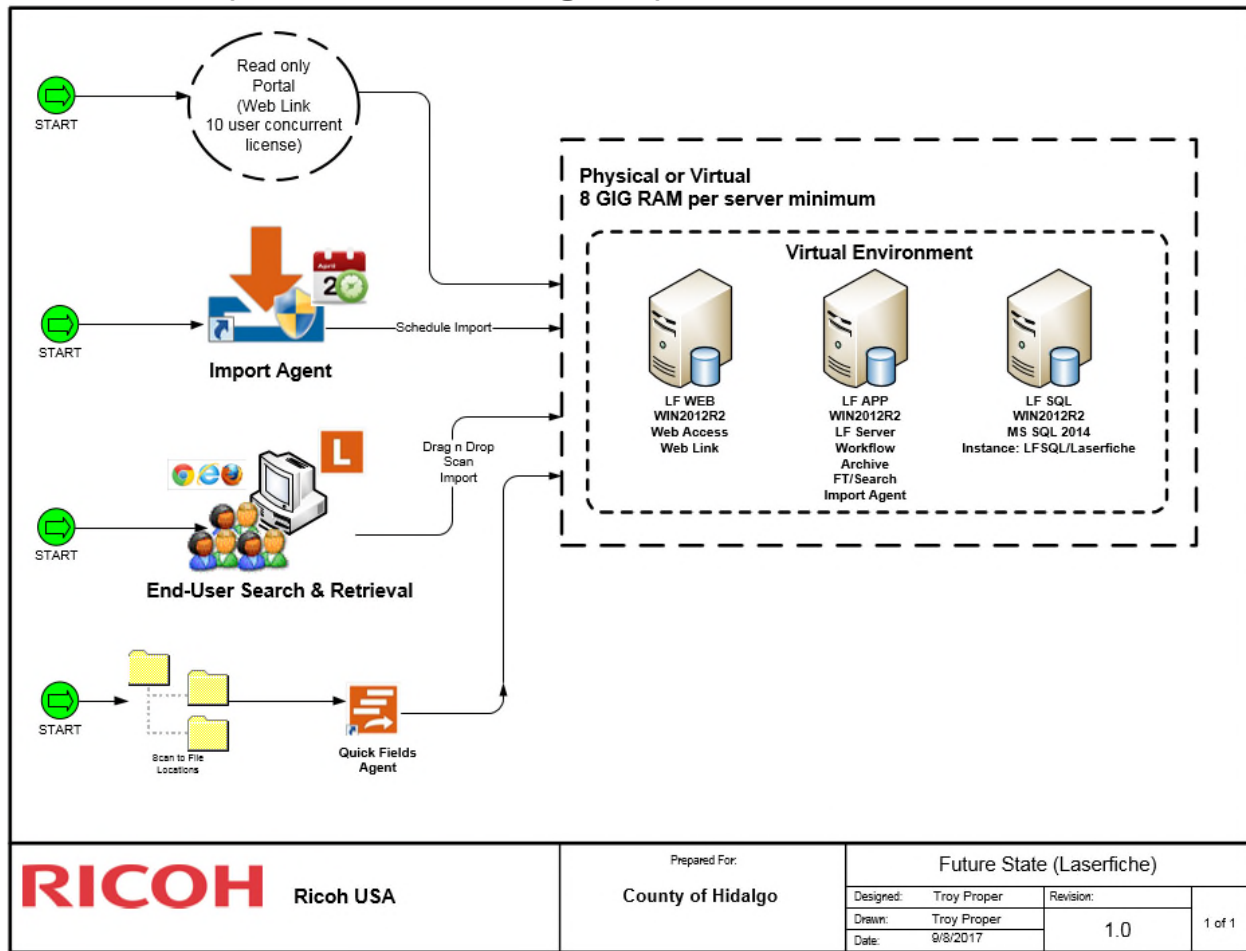 START
Read only
Portal
(Web Link
10 user concurrent
license)
START
April
2
Import Agent
Schedule Import
START
L
End-User Search & Retrieval
Drag n Drop
Scan
Import
START
Scan to File
Locations
Quick Fields
Agent
Physical or Virtual
8 GIG RAM per server minimum
Virtual Environment
LF WEB
WIN2012R2
Web Access
Web Link
LF APP
WIN2012R2
LF Server
Workflow
Archive
FT/Search
Import Agent
LF SQL
WIN2012R2
MS SQL 2014
Instance: LFSQL/Laserfiche
RICOH
Ricoh USA
Prepared For:
County of Hidalgo
Future State (Laserfiche)
Designed: Troy Proper
Drawn: Troy Proper
Date: 9/8/2017
Revision:
1.0
1 of 1